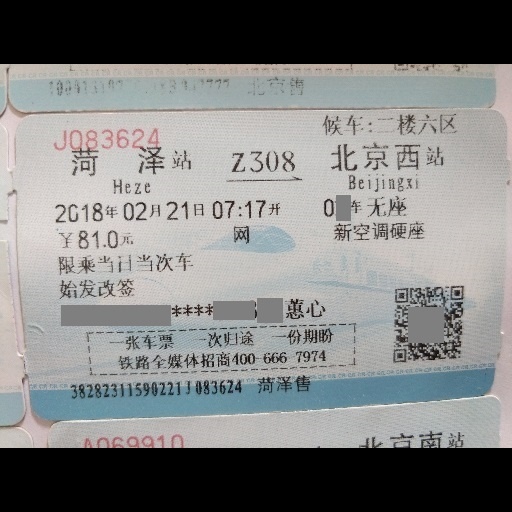 北京售
候车:二楼六区
J083624
菏泽站 Z308 北京西站
Heze Beijingxi
2018年02月21日07:17开 0车无座
￥81.0元 网 新空调硬座
限乘当日当次车
始发改签
**** 蕙心
一张车票 一次归途 一份期盼
铁路全媒体招商400-666-7974
38282311590221J083624 菏泽售
A069910 北京南站